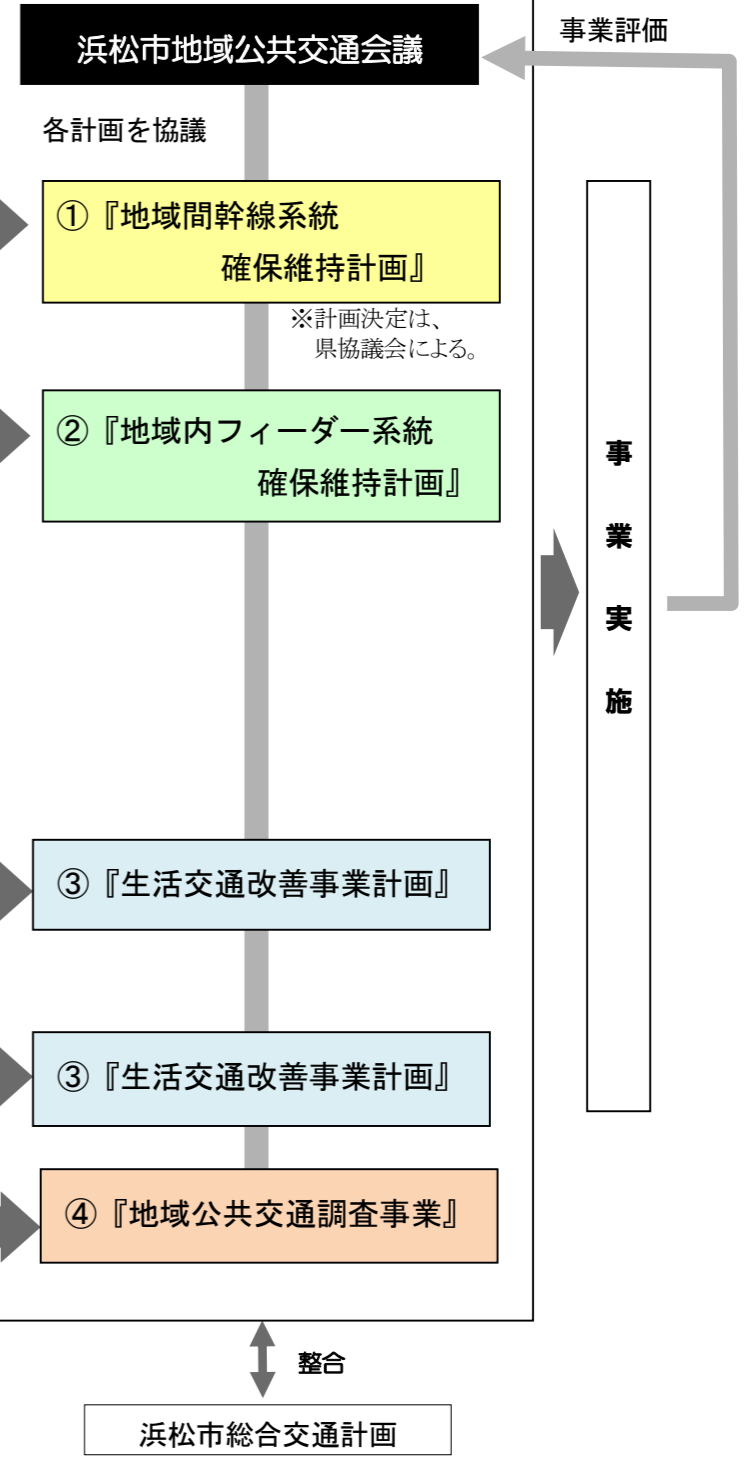 浜松市地域公共交通会議
事業評価
各計画を協議
①『地域間幹線系統
確保維持計画』
※計画決定は、
県協議会による。
②『地域内フィーダー系統
確保維持計画』
事
業
実
施
③『生活交通改善事業計画』
③『生活交通改善事業計画』
④『地域公共交通調査事業』
整合
浜松市総合交通計画